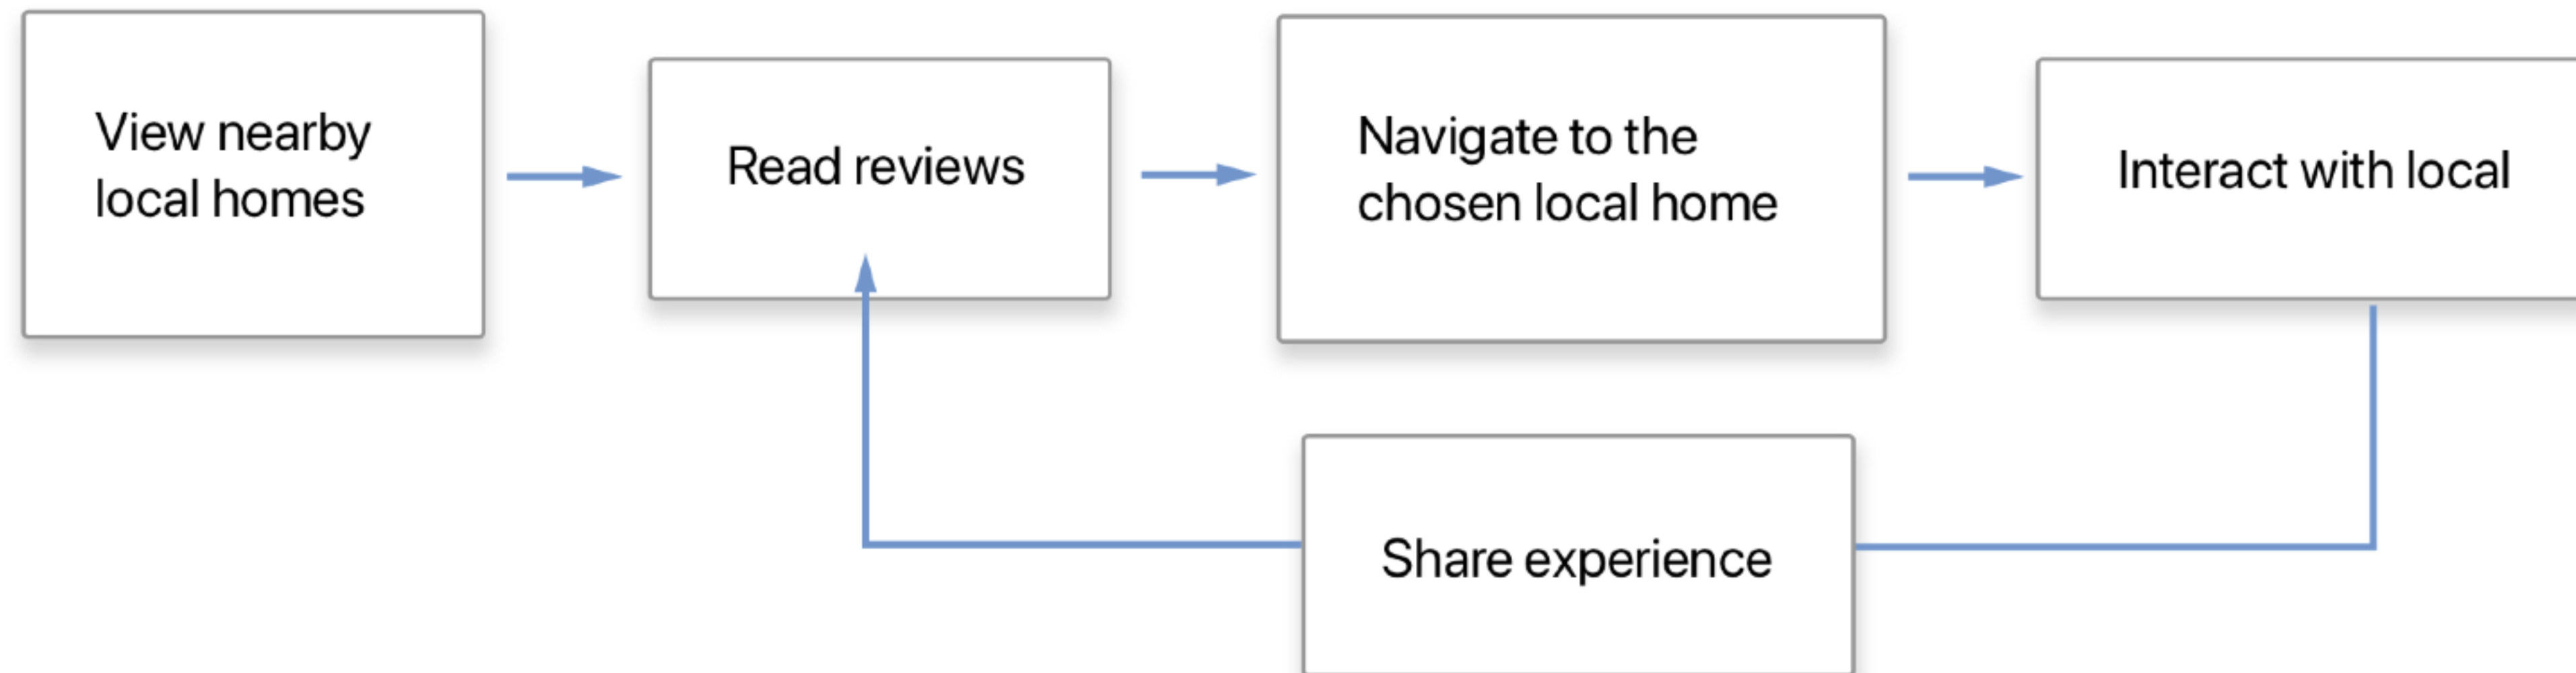 View nearby
local homes
Read reviews
Navigate to the
chosen local home
Interact with local
Share experience